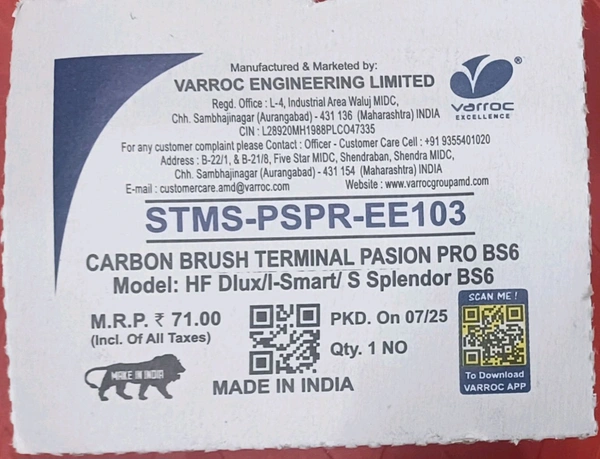 Manufactured & Marketed by:
VARROC ENGINEERING LIMITED
Regd. Office : L-4, Industrial Area Waluj MIDC,
Chh. Sambhajinagar (Aurangabad) - 431 136 (Maharashtra) INDIA
CIN : L28920MH1988PLCO47335
For any customer complaint please Contact : Officer - Customer Care Cell : +91 9355401020
Address : B-22/1, & B-21/8, Five Star MIDC, Shendraban, Shendra MIDC,
Chh. Sambhajinagar (Aurangabad) - 431 154 (Maharashtra) INDIA
E-mail : customercare.amd@varroc.com Website : www.varrocgroupamd.com
®
varroc
EXCELLENCE
STMS-PSPR-EE103
CARBON BRUSH TERMINAL PASION PRO BS6
Model: HF Dlux/I-Smart/ S Splendor BS6
M.R.P. ₹ 71.00
(Incl. Of All Taxes)
PKD. On 07/25
Qty. 1 NO
SCAN ME !
To Download
VARROC APP
MAKE IN INDIA
MADE IN INDIA